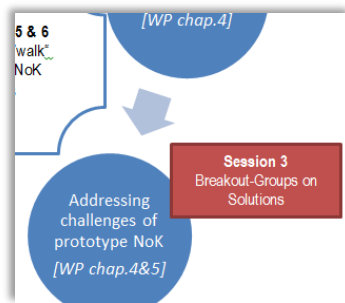 [WP chap.4]
5 & 6
'walk“
NoK
Session 3
Breakout-Groups on
Solutions
Addressing
challenges of
prototype NoK
[WP chap.4&5]